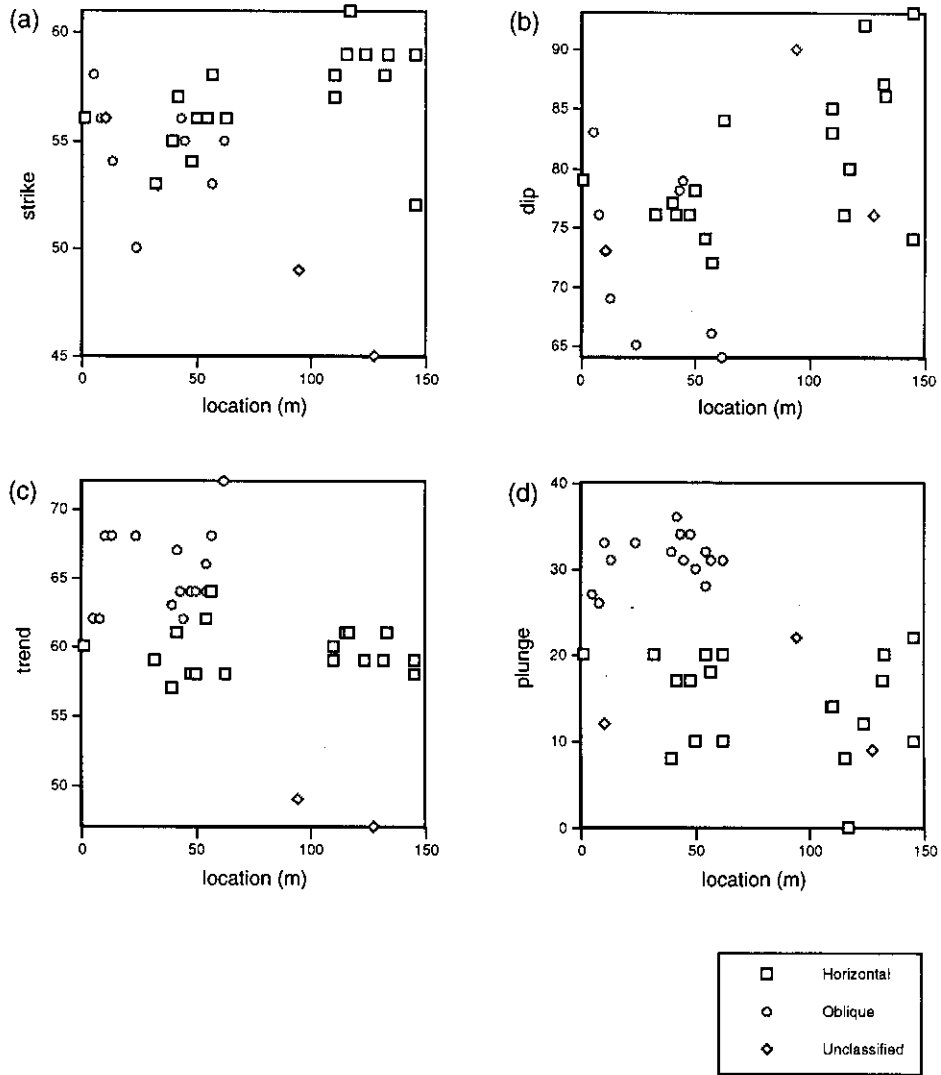 (a)
60
55
50
45
strike
0
50
100
150
location (m)
(b)
90
85
80
75
70
65
dip
0
50
100
150
location (m)
(c)
70
65
60
55
50
trend
0
50
100
150
location (m)
(d)
40
30
20
10
0
plunge
0
50
100
150
location (m)
Horizontal
Oblique
Unclassified